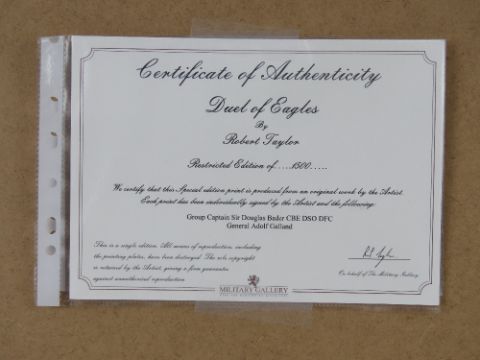 Certificate of Authenticity
Duel of Eagles
By
Robert Taylor
Restricted Edition of.....1500.....
We certify that this Special edition print is produced from an original work by the Artist.
Each print has been individually signed by the Artist and the following:
Group Captain Sir Douglas Bader CBE DSO DFC
General Adolf Galland
This is a single edition. All means of reproduction, including
the printing plates, have been destroyed. The sole copyright
is retained by the Artist, giving a firm guarantee
against unauthorised reproduction
On behalf of The Military Gallery
MILITARY GALLERY